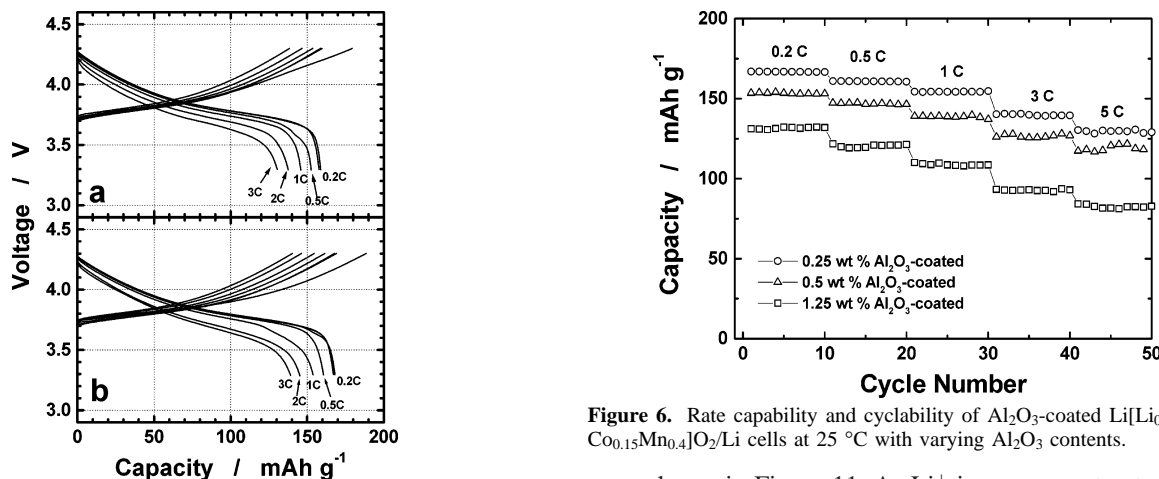 4.5
4.0
3.5
3.0
a
3C
2C
1C
0.5C
0.2C
4.5
4.0
3.5
3.0
b
3C
2C
1C
0.5C
0.2C
0
50
100
150
200
Voltage / V
Capacity / mAh g-1
200
150
100
50
0
0.2 C
0.5 C
1 C
3 C
5 C
0.25 wt % Al2O3-coated
0.5 wt % Al2O3-coated
1.25 wt % Al2O3-coated
0
10
20
30
40
50
Capacity / mAh g-1
Cycle Number
Figure 6. Rate capability and cyclability of Al2O3-coated Li[Li0
Co0.15Mn0.4]O2/Li cells at 25 °C with varying Al2O3 contents.